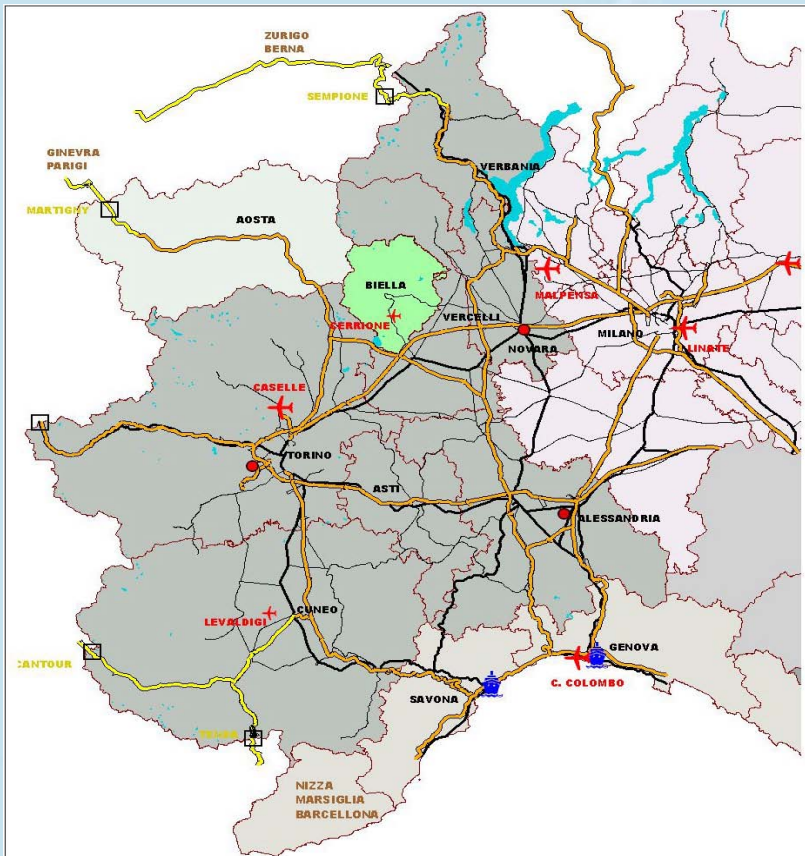 ZURIGO
BERNA
SEMPIONE
GINEVRA
PARIGI
VERBANIA
MARTIGNY
AOSTA
BIELLA
MALPENSA
CERRIONE
VERCELLI
MILANO
NOVARA
LINATE
CASELLE
TORINO
ASTI
ALESSANDRIA
LEVALDIGI
CUNEO
GENOVA
CANTOUR
C. COLOMBO
SAVONA
NIZZA
MARSIGLIA
BARCELLONA